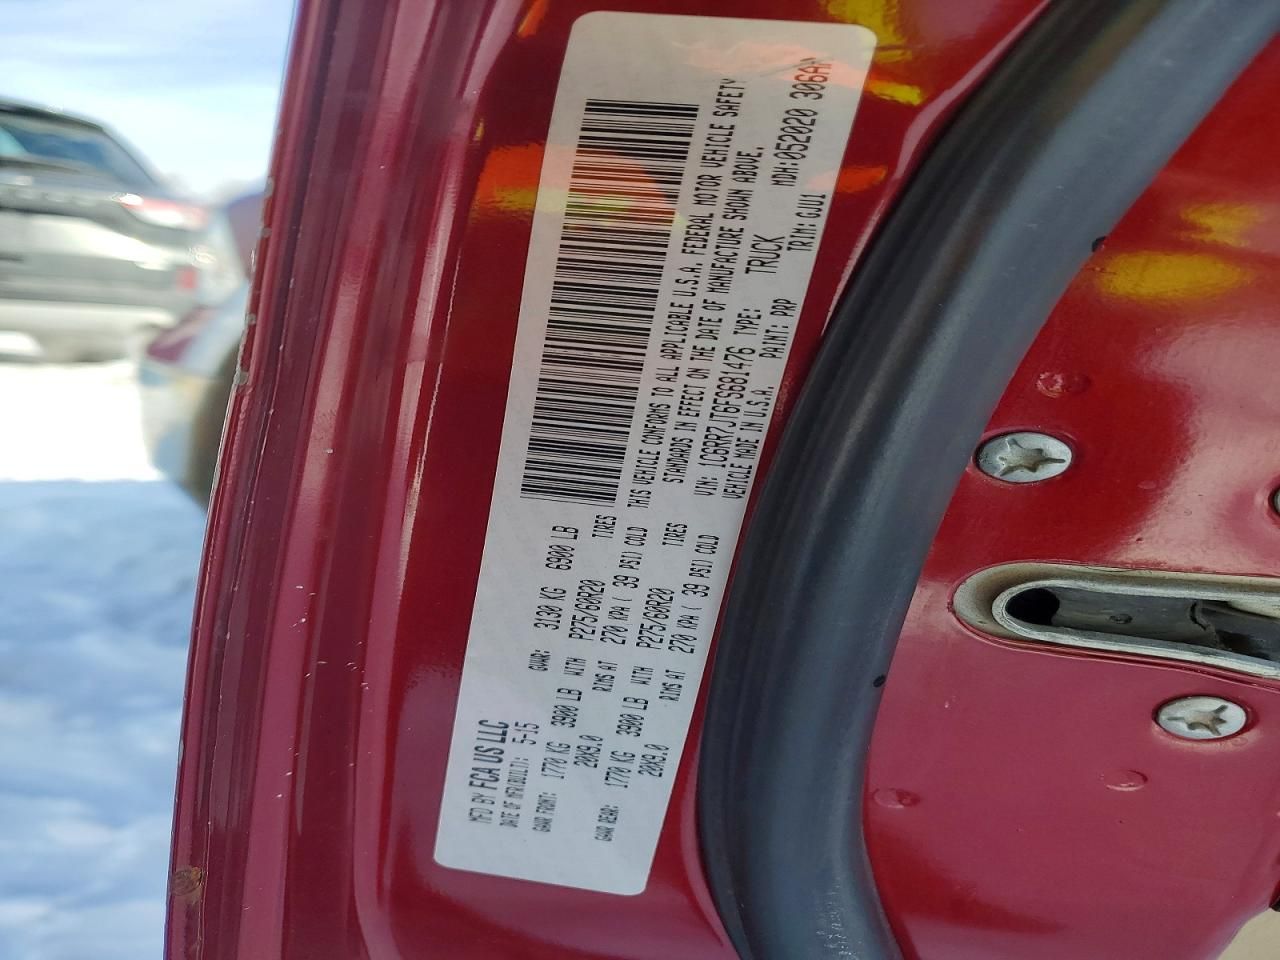 MFD BY FCA US LLC
DATE OF MFR(BUILT): 5-15 GVWR: 3130 KG 6900 LB
GAWR FRONT: 1770 KG 3900 LB WITH P275/60R20 TIRES
20X9.0 RIMS AT 270 KPA( 39 PSI) COLD
GAWR REAR: 1770 KG 3900 LB WITH P275/60R20 TIRES
20X9.0 RIMS AT 270 KPA( 39 PSI) COLD
THIS VEHICLE CONFORMS TO ALL APPLICABLE U.S.A. FEDERAL MOTOR VEHICLE SAFETY
STANDARDS IN EFFECT ON THE DATE OF MANUFACTURE SHOWN ABOVE.
VIN: 1C6RR7JT6FS681476 TYPE: TRUCK MDH:052020 306AM
VEHICLE MADE IN U.S.A. PAINT: PRP TRIM: GJU1